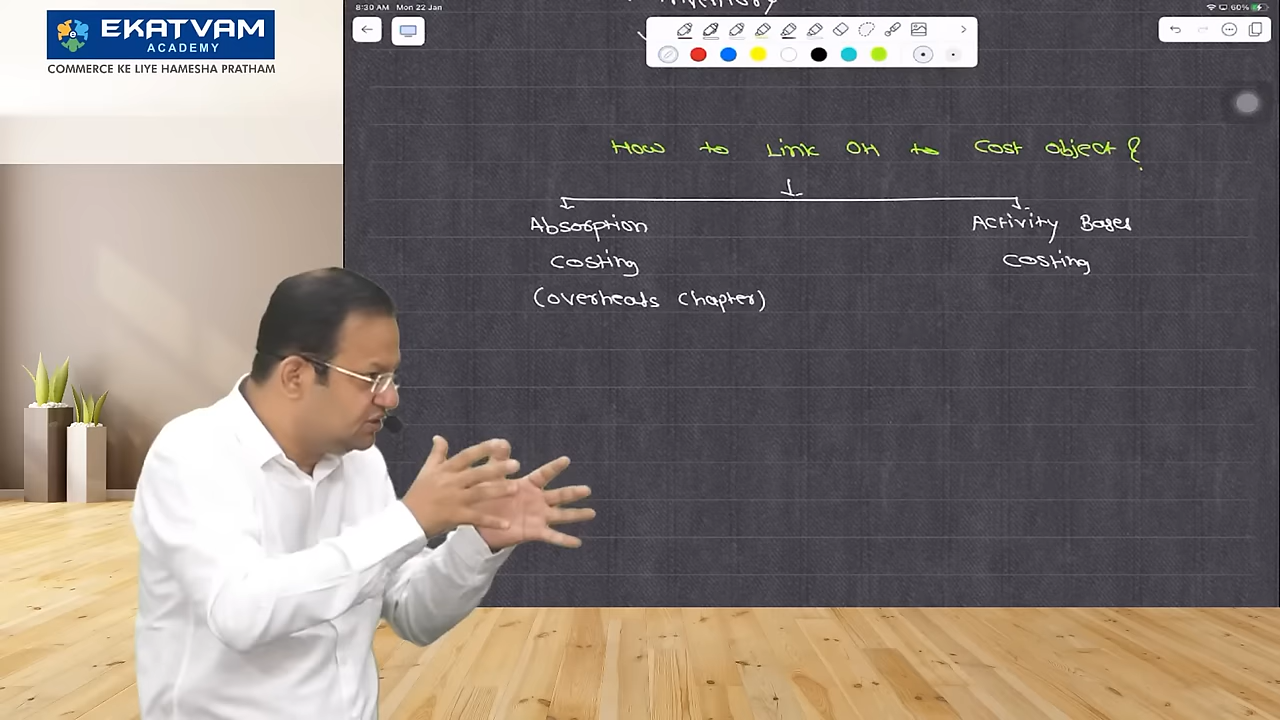 EKATVAM
ACADEMY
COMMERCE KE LIYE HAMESHA PRATHAM
8:30 AM Mon 22 Jan
60%
How to Link OH to Cost Object?
Absorption
Costing
(Overheads Chapter)
Activity Based
Costing